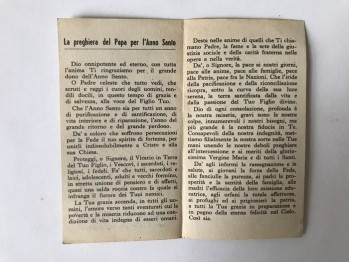 La preghiera del Papa per l'Anno Santo
Dio onnipotente ed eterno, con tutta
l'anima Ti ringraziamo per il grande
dono dell'Anno Santo.
O Padre celeste che tutto vedi, che
scruti e reggi i cuori degli uomini, ren-
dili docili, in questo tempo di grazia e
di salvezza, alla voce del Figlio Tuo.
Che l'Anno Santo sia per tutti un anno
di purificazione e di santificazione, di
vita interiore e di riparazione, l'anno del
grande ritorno e del grande perdono.
Da' a coloro che soffrono persecuzioni
per la Fede il tuo spirito di fortezza, per
unirli indissolubilmente a Cristo e alla
sua Chiesa.
Proteggi, o Signore, il Vicario in Terra
del Tuo Figlio, i Vescovi, i sacerdoti, i re-
ligiosi, i fedeli. Fa' che tutti, sacerdoti e
laici, adolescenti, adulti e vecchi formino,
in stretta unione di pensiero e di affetti,
quasi una salda roccia contro la quale si
infranga il furore dei Tuoi nemici.
La Tua grazia accenda, in tutti gli uo-
mini, l'amore verso tanti sventurati cui la
povertà e la miseria riducono ad una con-
dizione di vita indegna di esseri umani
Desta nelle anime di quelli che Ti chia-
mano Padre, la fame e la sete della giu-
stizia sociale e della carità fraterna nelle
opere e nella verità.
Da', o Signore, la pace ai nostri giorni,
pace alle anime, pace alle famiglie, pace
alla Patria, pace fra le Nazioni. Che l'iride
della pacificazione e della riconciliazione
ricopra, sotto la curva della sua luce
serena, la terra santificata dalla vita e
dalla passione del Tuo Figlio divino.
Dio di ogni consolazione, profonda è
la nostra miseria, gravi sono le nostre
colpe, innumerevoli i nostri bisogni ma
più grande è la nostra fiducia in Te.
Consapevoli della nostra indegnità, met-
tiamo filialmente la nostra sorte nelle Tue
mani unendo le nostre deboli preghiere
all'intercessione e ai meriti della glorio-
sissima Vergine Maria e di tutti i Santi.
Da' agli infermi la rassegnazione e la
salute, ai giovani la forza della Fede,
alle fanciulle la purezza, ai padri la pro-
sperità e la santità della famiglia, alle
madri l'efficacia della loro missione edu-
catrice, agli orfani la tutela affettuosa,
ai profughi ed ai prigionieri la patria,
a tutti la Tua grazia in preparazione e
in pegno della eterna felicità nel Cielo.
Così sia.